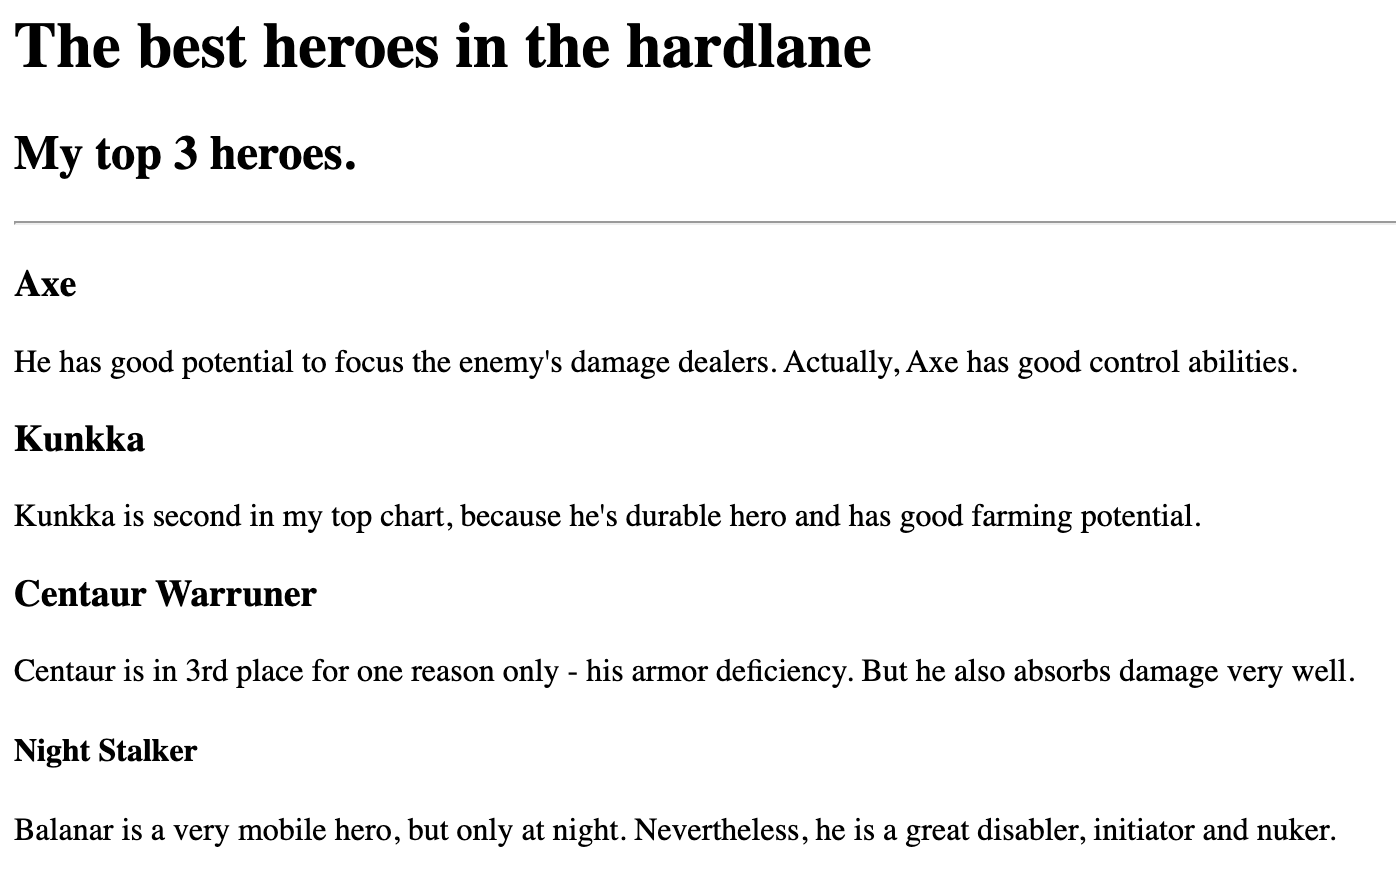 The best heroes in the hardlane
My top 3 heroes.
Axe
He has good potential to focus the enemy's damage dealers. Actually, Axe has good control abilities.
Kunkka
Kunkka is second in my top chart, because he's durable hero and has good farming potential.
Centaur Warruner
Centaur is in 3rd place for one reason only - his armor deficiency. But he also absorbs damage very well.
Night Stalker
Balanar is a very mobile hero, but only at night. Nevertheless, he is a great disabler, initiator and nuker.